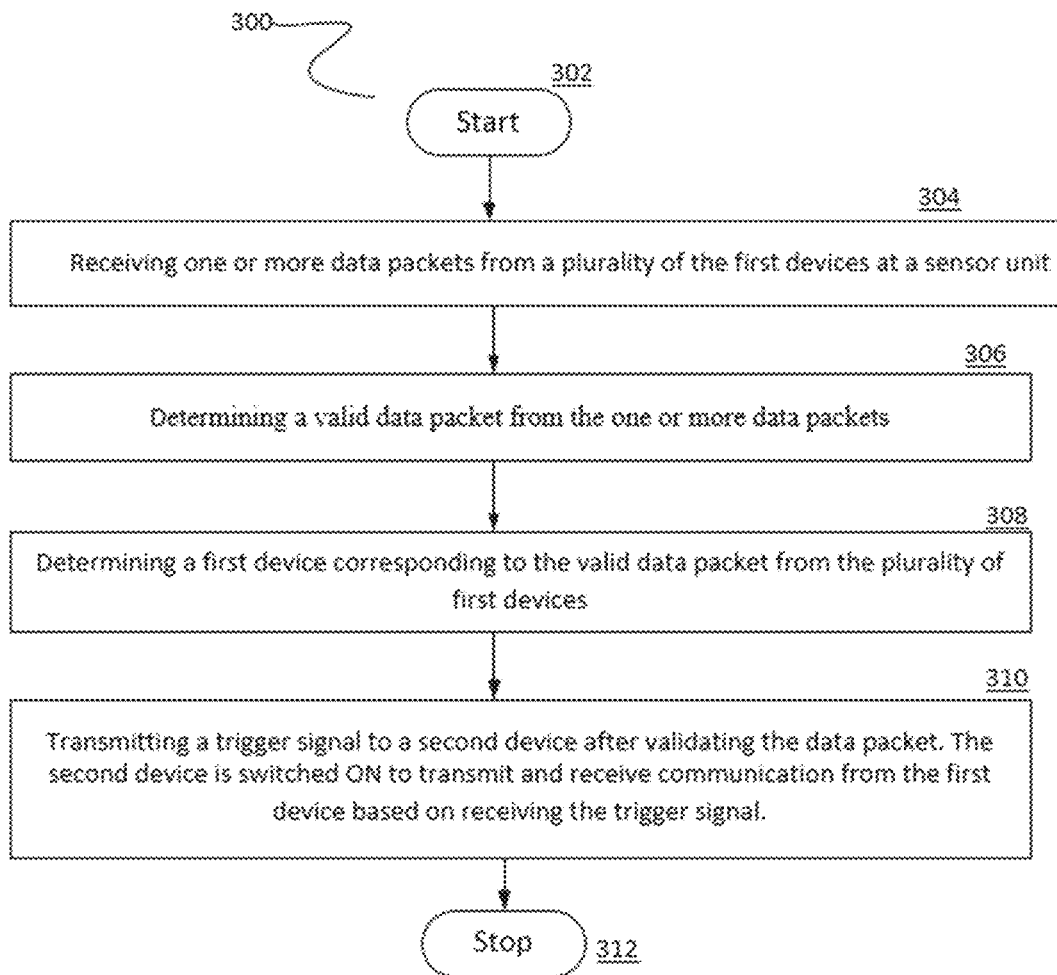 300
302
Start
304
Receiving one or more data packets from a plurality of the first devices at a sensor unit
306
Determining a valid data packet from the one or more data packets
308
Determining a first device corresponding to the valid data packet from the plurality of
first devices
310
Transmitting a trigger signal to a second device after validating the data packet. The
second device is switched ON to transmit and receive communication from the first
device based on receiving the trigger signal.
Stop
312